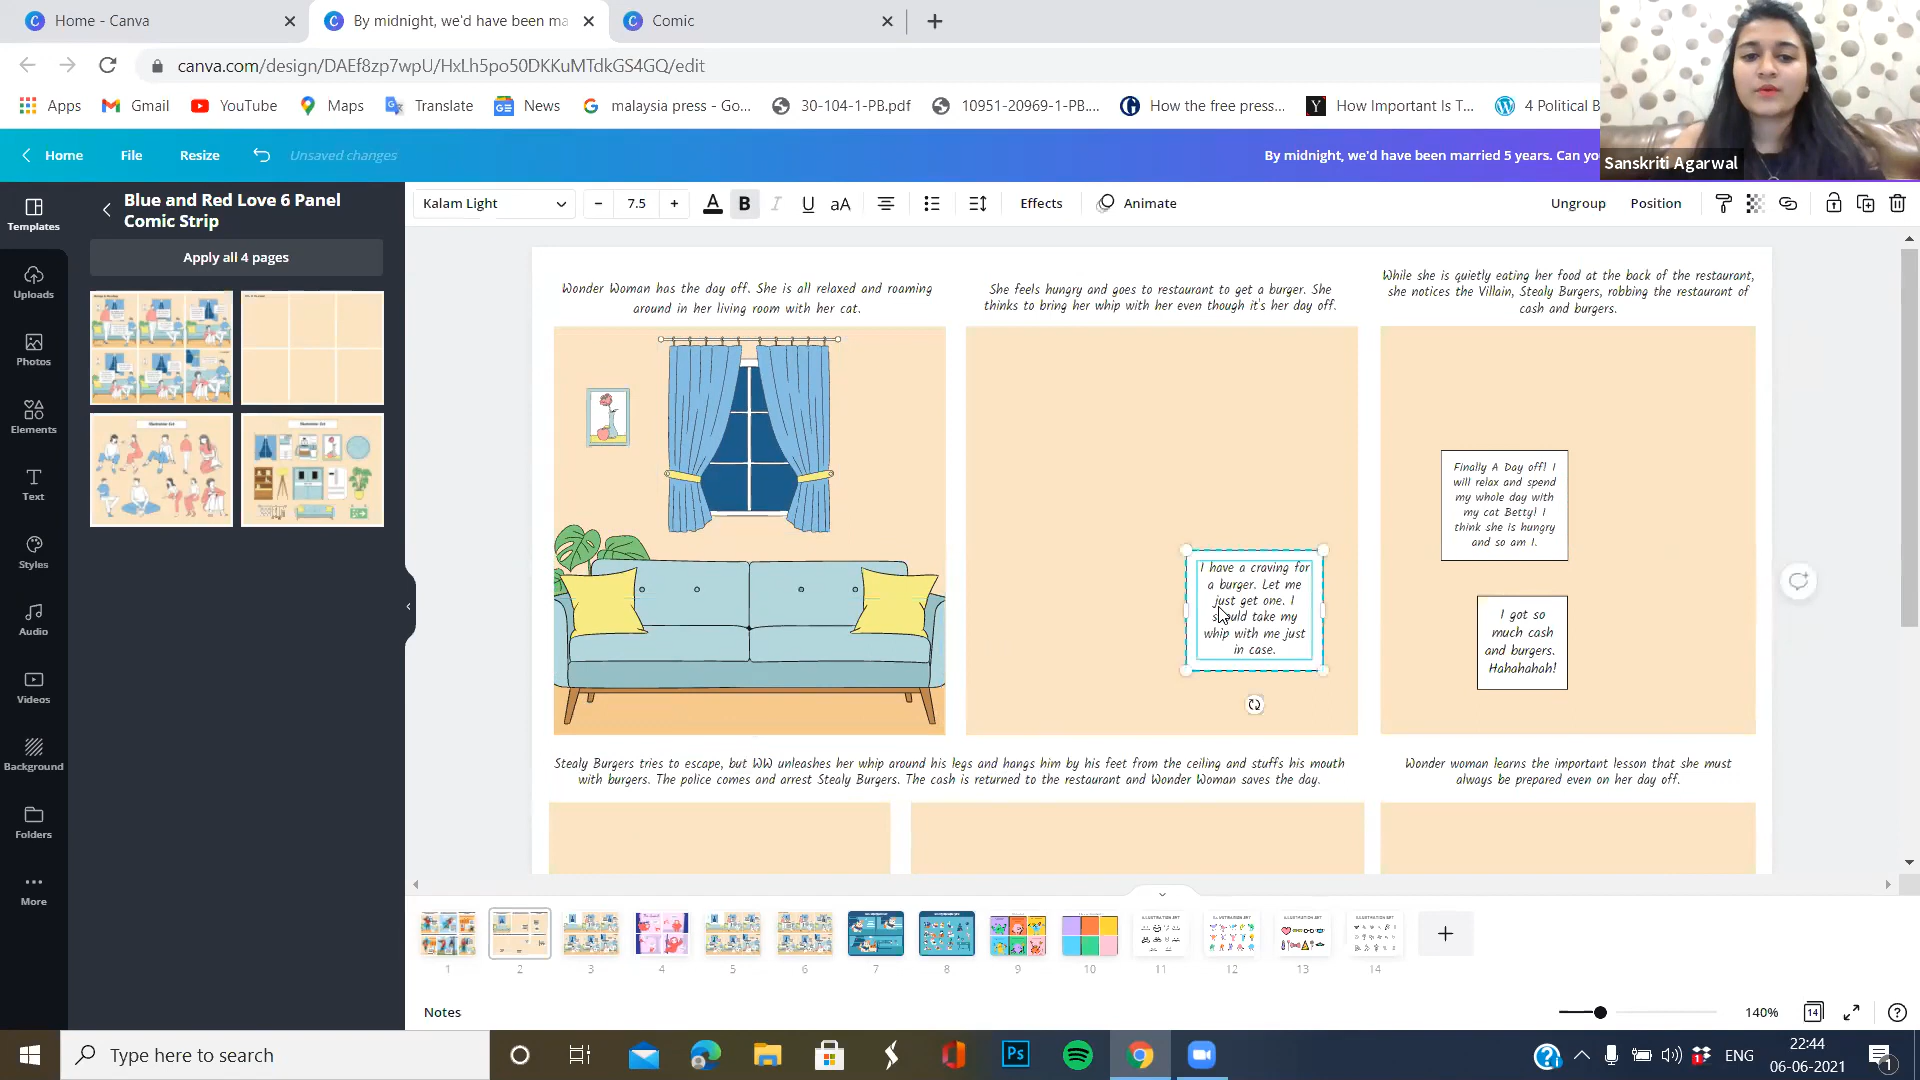 Home - Canva
By midnight, we'd have been ma
Comic
canva.com/design/DAEf8zp7wpU/HxLh5po50DKKuMTdkGS4GQ/edit
Apps
Gmail
YouTube
Maps
Translate
News
malaysia press - Go...
30-104-1-PB.pdf
10951-20969-1-PB....
How the free press...
How Important Is T...
4 Political B
Sanskriti Agarwal
Home
File
Resize
Unsaved changes
By midnight, we'd have been married 5 years. Can yo
Templates
Uploads
Photos
Elements
Text
Styles
Audio
Videos
Background
Folders
More
Blue and Red Love 6 Panel
Comic Strip
Apply all 4 pages
Kalam Light
7.5
Effects
Animate
Ungroup
Position
Wonder Woman has the day off. She is all relaxed and roaming
around in her living room with her cat.
She feels hungry and goes to restaurant to get a burger. She
thinks to bring her whip with her even though it's her day off.
While she is quietly eating her food at the back of the restaurant,
she notices the Villain, Stealy Burgers, robbing the restaurant of
cash and burgers.
I have a craving for
a burger. Let me
just get one. I
should take my
whip with me just
in case.
Finally A Day off! I
will relax and spend
my whole day with
my cat Betty! I
think she is hungry
and so am I.
I got so
much cash
and burgers.
Hahahahah!
Stealy Burgers tries to escape, but WW unleashes her whip around his legs and hangs him by his feet from the ceiling and stuffs his mouth
with burgers. The police comes and arrest Stealy Burgers. The cash is returned to the restaurant and Wonder Woman saves the day.
Wonder woman learns the important lesson that she must
always be prepared even on her day off.
1
2
3
4
5
6
7
8
9
10
11
12
13
14
Notes
140%
14
Type here to search
Ps
ENG
22:44
06-06-2021
1